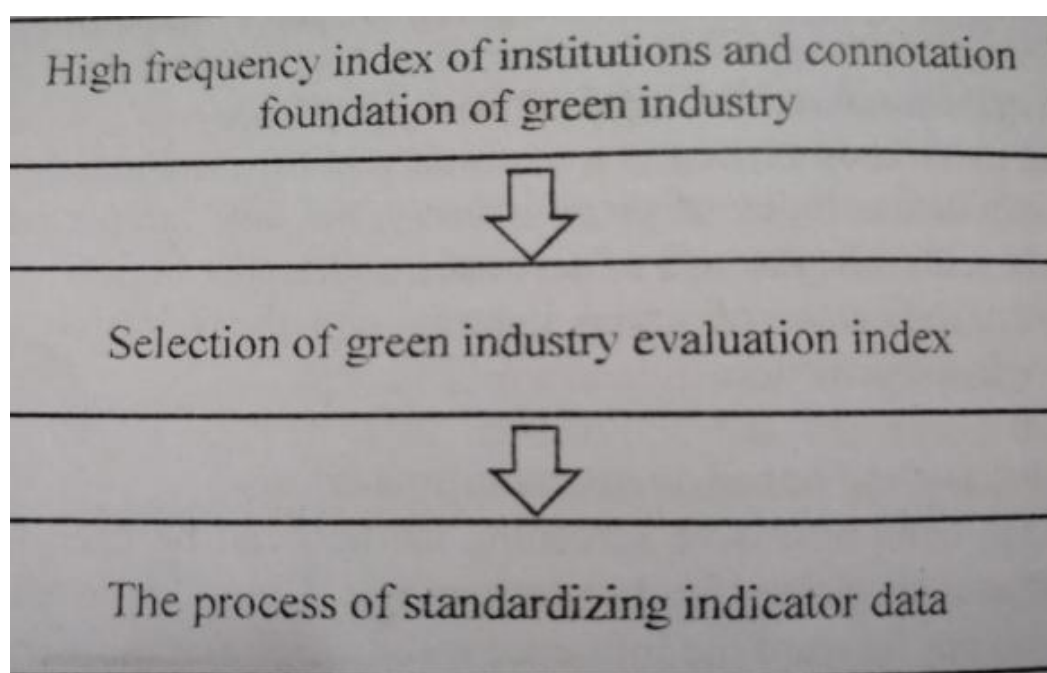 High frequency index of institutions and connotation
foundation of green industry
Selection of green industry evaluation index
The process of standardizing indicator data